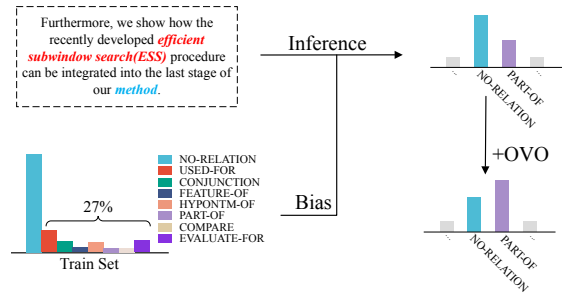 Furthermore, we show how the
recently developed efficient
subwindow search(ESS) procedure
can be integrated into the last stage of
our method.
Inference
...
NO-RELATION
PART-OF
...
+OVO
27%
NO-RELATION
USED-FOR
CONJUNCTION
FEATURE-OF
HYPONTM-OF
PART-OF
COMPARE
EVALUATE-FOR
Train Set
Bias
...
NO-RELATION
PART-OF
...